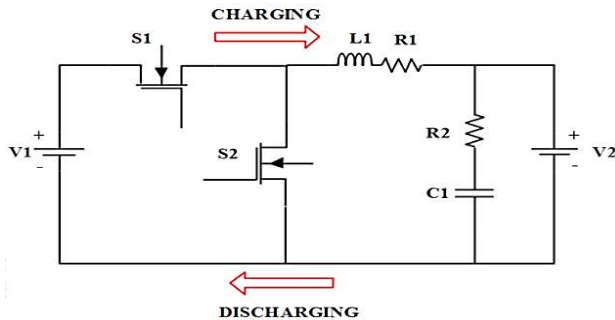 CHARGING
S1
L1
R1
+
V1
-
S2
R2
C1
+
V2
-
DISCHARGING